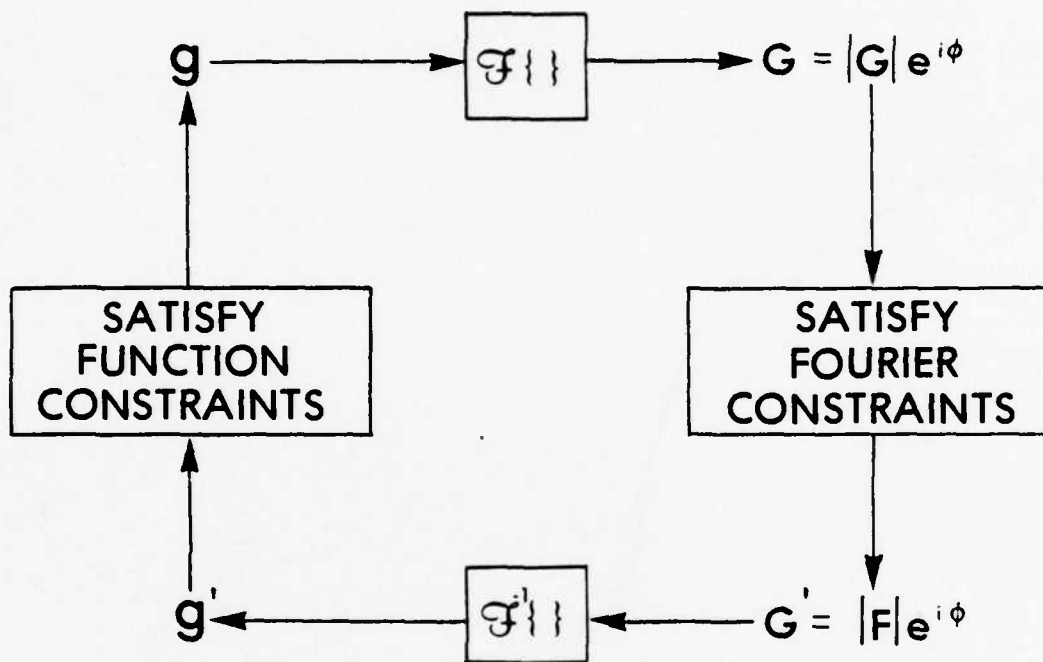 g
ℱ{ }
G = |G| e^{iϕ}
SATISFY
FUNCTION
CONSTRAINTS
SATISFY
FOURIER
CONSTRAINTS
g'
ℱ⁻¹{ }
G' = |F| e^{iϕ}